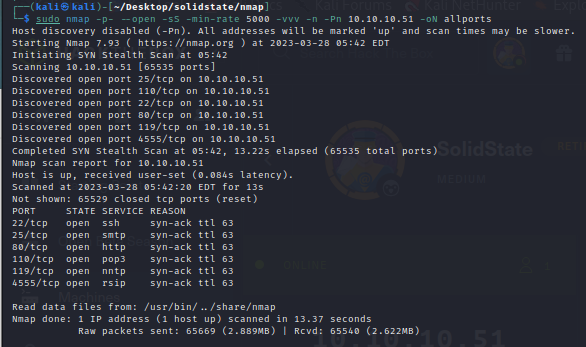 ┌──(kali㉿kali)-[~/Desktop/solidstate/nmap]
└─$ sudo nmap -p- --open -sS -min-rate 5000 -vvv -n -Pn 10.10.10.51 -oN allports
Host discovery disabled (-Pn). All addresses will be marked 'up' and scan times may be slower.
Starting Nmap 7.93 ( https://nmap.org ) at 2023-03-28 05:42 EDT
Initiating SYN Stealth Scan at 05:42
Scanning 10.10.10.51 [65535 ports]
Discovered open port 25/tcp on 10.10.10.51
Discovered open port 110/tcp on 10.10.10.51
Discovered open port 22/tcp on 10.10.10.51
Discovered open port 80/tcp on 10.10.10.51
Discovered open port 119/tcp on 10.10.10.51
Discovered open port 4555/tcp on 10.10.10.51
Completed SYN Stealth Scan at 05:42, 13.22s elapsed (65535 total ports)
Nmap scan report for 10.10.10.51
Host is up, received user-set (0.084s latency).
Scanned at 2023-03-28 05:42:20 EDT for 13s
Not shown: 65529 closed tcp ports (reset)
PORT     STATE SERVICE REASON
22/tcp   open  ssh     syn-ack ttl 63
25/tcp   open  smtp    syn-ack ttl 63
80/tcp   open  http    syn-ack ttl 63
110/tcp  open  pop3    syn-ack ttl 63
119/tcp  open  nntp    syn-ack ttl 63
4555/tcp open  rsip    syn-ack ttl 63
Read data files from: /usr/bin/../share/nmap
Nmap done: 1 IP address (1 host up) scanned in 13.37 seconds
Raw packets sent: 65669 (2.889MB) | Rcvd: 65540 (2.622MB)
Kali Forums
Kali NetHunter
SolidState
MEDIUM
ONLINE
Machines
10.10.10.51